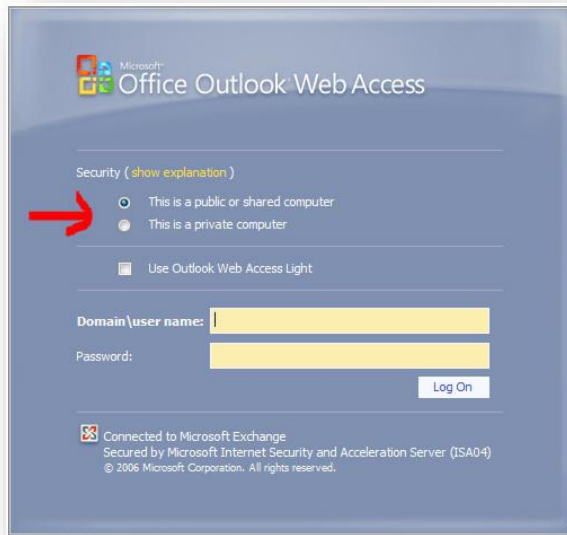 Microsoft
Office Outlook Web Access
Security ( show explanation )
This is a public or shared computer
This is a private computer
Use Outlook Web Access Light
Domain\user name:
Password:
Log On
Connected to Microsoft Exchange
Secured by Microsoft Internet Security and Acceleration Server (ISA04)
© 2006 Microsoft Corporation. All rights reserved.